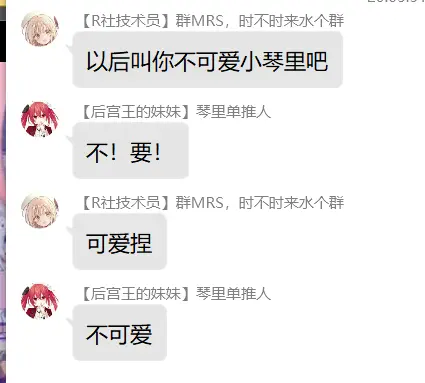 【R社技术员】群MRS，时不时来水个群
以后叫你不可爱小琴里吧
【后宫王的妹妹】琴里单推人
不！要！
【R社技术员】群MRS，时不时来水个群
可爱捏
【后宫王的妹妹】琴里单推人
不可爱